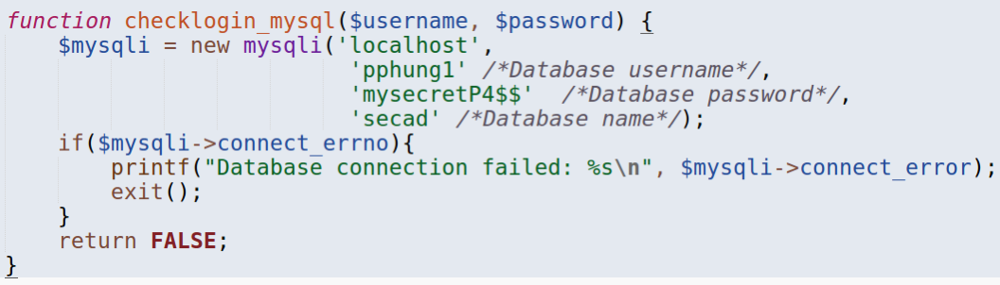 function checklogin_mysql($username, $password) {
    $mysqli = new mysqli('localhost',
                         'pphung1' /*Database username*/,
                         'mysecretP4$$'  /*Database password*/,
                         'secad' /*Database name*/);
    if($mysqli->connect_errno){
        printf("Database connection failed: %s\n", $mysqli->connect_error);
        exit();
    }
    return FALSE;
}